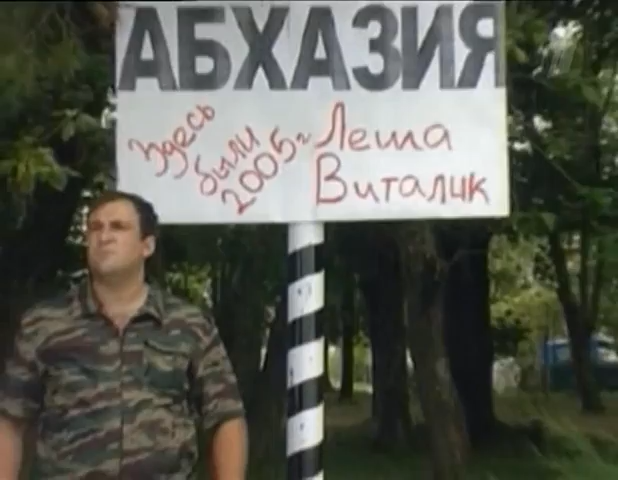 АБХАЗИЯ
Здесь
были
2005г.
Леша
Виталик